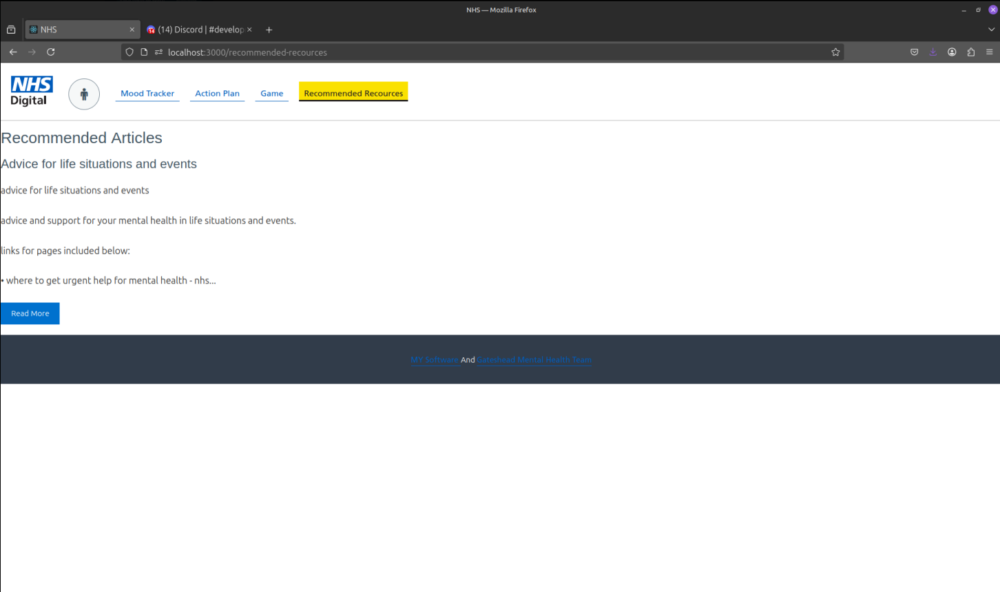 NHS — Mozilla Firefox
NHS
14 (14) Discord | #develop
localhost:3000/recommended-recources
NHS
Digital
Mood Tracker Action Plan Game Recommended Recources
Recommended Articles
Advice for life situations and events
advice for life situations and events
advice and support for your mental health in life situations and events.
links for pages included below:
• where to get urgent help for mental health - nhs...
Read More
MY Software And Gateshead Mental Health Team